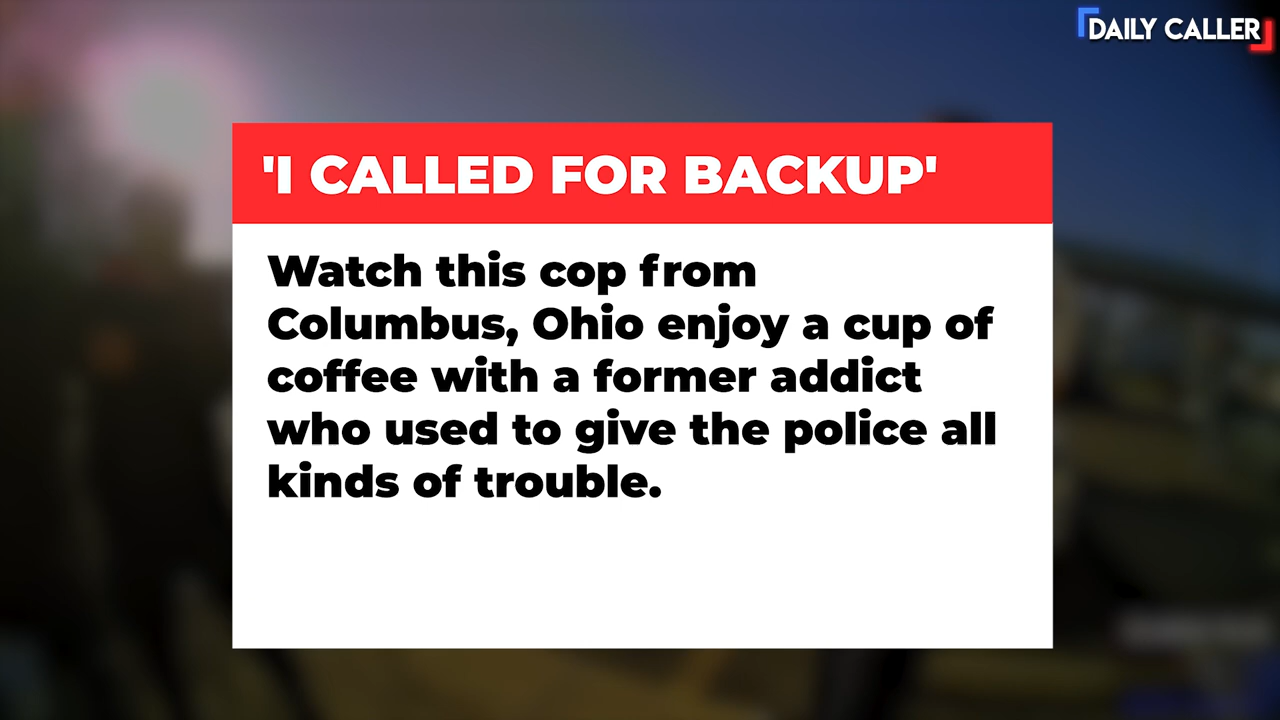 DAILY CALLER
'I CALLED FOR BACKUP'
Watch this cop from
Columbus, Ohio enjoy a cup of
coffee with a former addict
who used to give the police all
kinds of trouble.